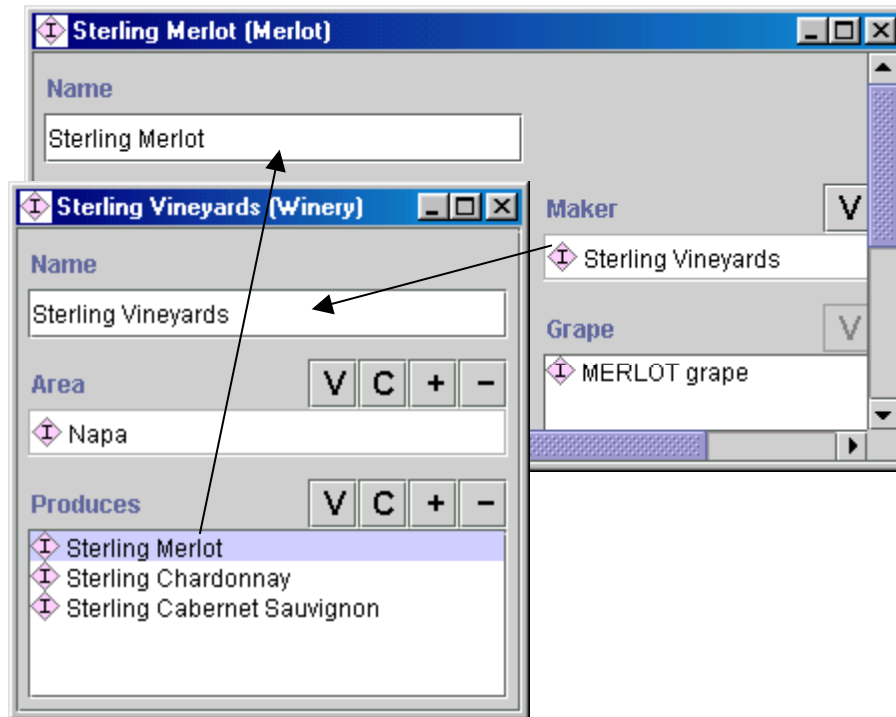 Sterling Merlot (Merlot)
Name
Sterling Merlot
Maker V
Sterling Vineyards
Grape V
MERLOT grape
Sterling Vineyards (Winery)
Name
Sterling Vineyards
Area V C + −
Napa
Produces V C + −
Sterling Merlot
Sterling Chardonnay
Sterling Cabernet Sauvignon